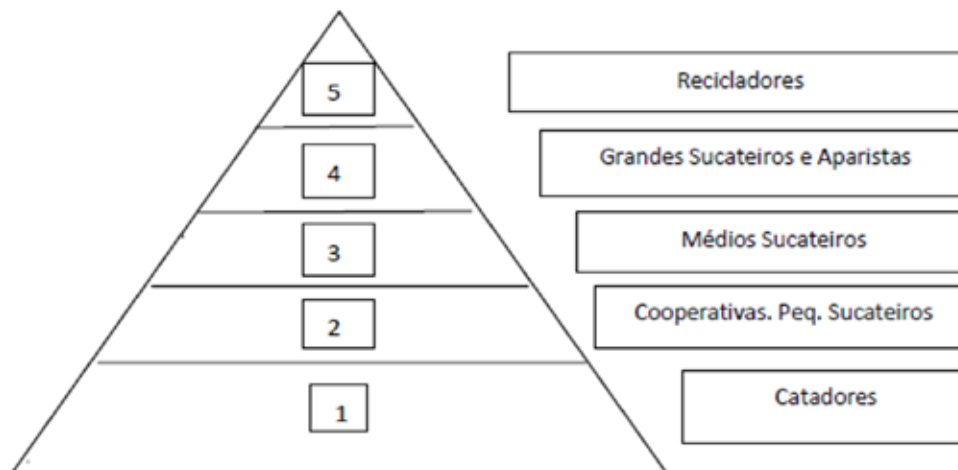 5
Recicladores
4
Grandes Sucateiros e Aparistas
3
Médios Sucateiros
2
Cooperativas. Peq. Sucateiros
1
Catadores